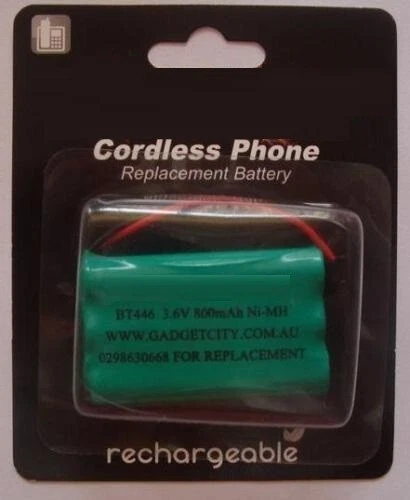 Cordless Phone
Replacement Battery
BT446 3.6V 800mAh Ni-MH
WWW.GADGETCITY.COM.AU
0298630668 FOR REPLACEMENT
rechargeable